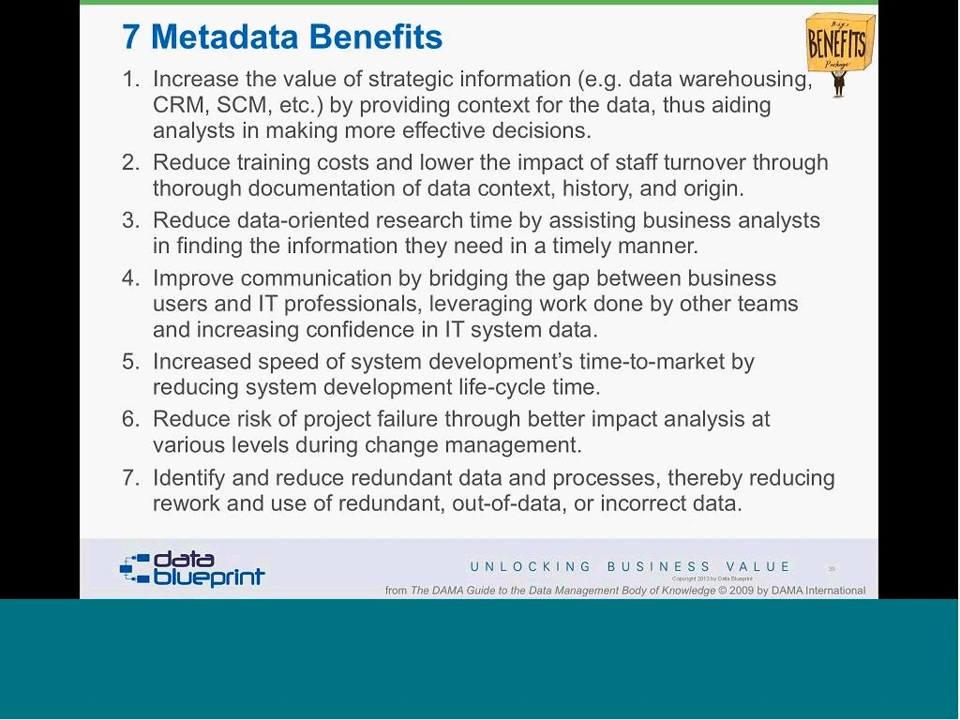 7 Metadata Benefits
Big
BENEFITS
Package
1. Increase the value of strategic information (e.g. data warehousing,
CRM, SCM, etc.) by providing context for the data, thus aiding
analysts in making more effective decisions.
2. Reduce training costs and lower the impact of staff turnover through
thorough documentation of data context, history, and origin.
3. Reduce data-oriented research time by assisting business analysts
in finding the information they need in a timely manner.
4. Improve communication by bridging the gap between business
users and IT professionals, leveraging work done by other teams
and increasing confidence in IT system data.
5. Increased speed of system development’s time-to-market by
reducing system development life-cycle time.
6. Reduce risk of project failure through better impact analysis at
various levels during change management.
7. Identify and reduce redundant data and processes, thereby reducing
rework and use of redundant, out-of-data, or incorrect data.
data
blueprint
UNLOCKING BUSINESS VALUE
Copyright 2013 by Data Blueprint
from The DAMA Guide to the Data Management Body of Knowledge © 2009 by DAMA International